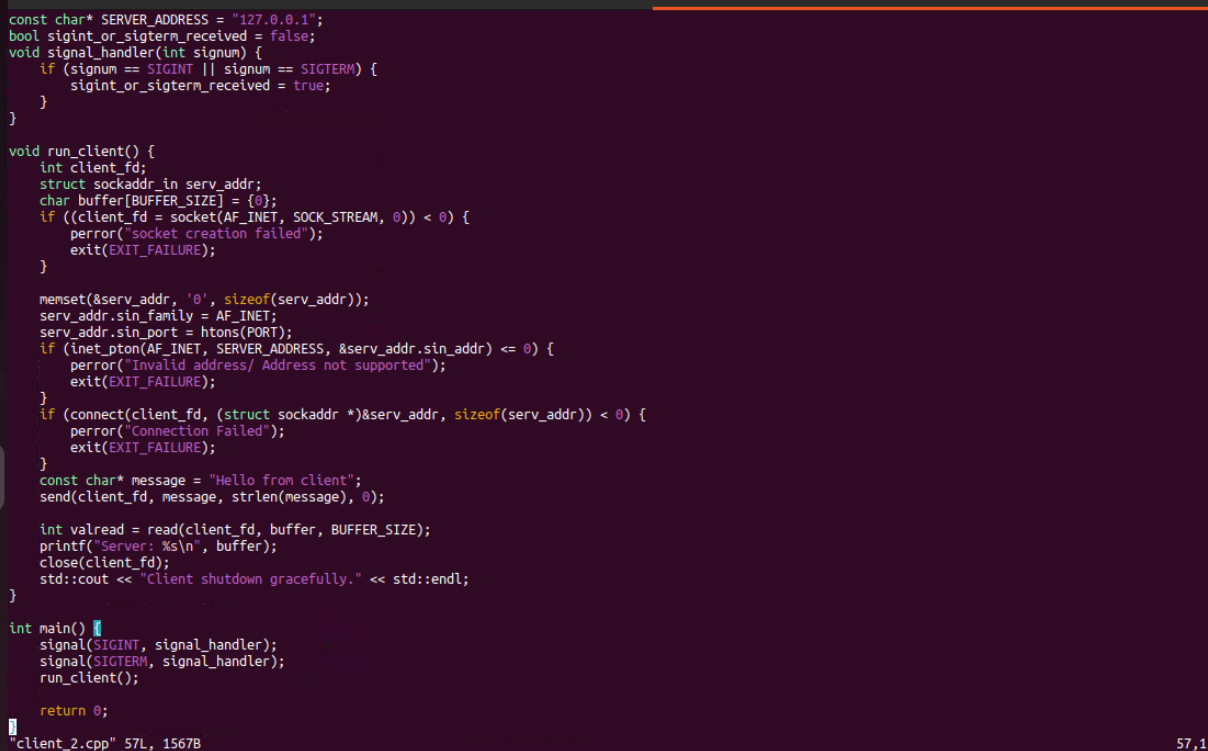 const char* SERVER_ADDRESS = "127.0.0.1";
bool sigint_or_sigterm_received = false;
void signal_handler(int signum) {
    if (signum == SIGINT || signum == SIGTERM) {
        sigint_or_sigterm_received = true;
    }
}

void run_client() {
    int client_fd;
    struct sockaddr_in serv_addr;
    char buffer[BUFFER_SIZE] = {0};
    if ((client_fd = socket(AF_INET, SOCK_STREAM, 0)) < 0) {
        perror("socket creation failed");
        exit(EXIT_FAILURE);
    }

    memset(&serv_addr, '0', sizeof(serv_addr));
    serv_addr.sin_family = AF_INET;
    serv_addr.sin_port = htons(PORT);
    if (inet_pton(AF_INET, SERVER_ADDRESS, &serv_addr.sin_addr) <= 0) {
        perror("Invalid address/ Address not supported");
        exit(EXIT_FAILURE);
    }
    if (connect(client_fd, (struct sockaddr *)&serv_addr, sizeof(serv_addr)) < 0) {
        perror("Connection Failed");
        exit(EXIT_FAILURE);
    }
    const char* message = "Hello from client";
    send(client_fd, message, strlen(message), 0);

    int valread = read(client_fd, buffer, BUFFER_SIZE);
    printf("Server: %s\n", buffer);
    close(client_fd);
    std::cout << "Client shutdown gracefully." << std::endl;
}

int main() {
    signal(SIGINT, signal_handler);
    signal(SIGTERM, signal_handler);
    run_client();

    return 0;
}
"client_2.cpp" 57L, 1567B 57,1